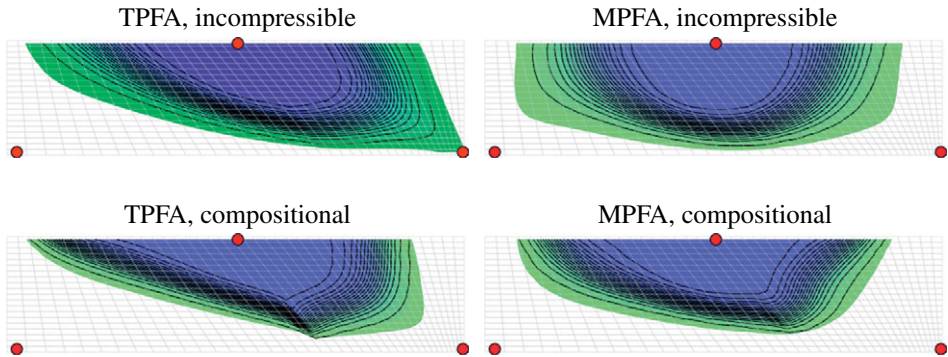 TPFA, incompressible
MPFA, incompressible
TPFA, compositional
MPFA, compositional